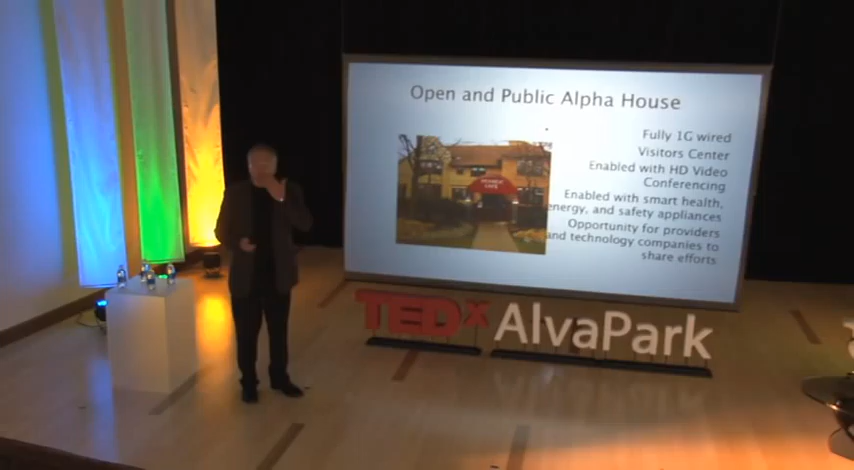 Open and Public Alpha House
Fully 1G wired
Visitors Center
Enabled with HD Video
Conferencing
Enabled with smart health,
energy, and safety appliances
Opportunity for providers
and technology companies to
share efforts
TEDx AlvaPark